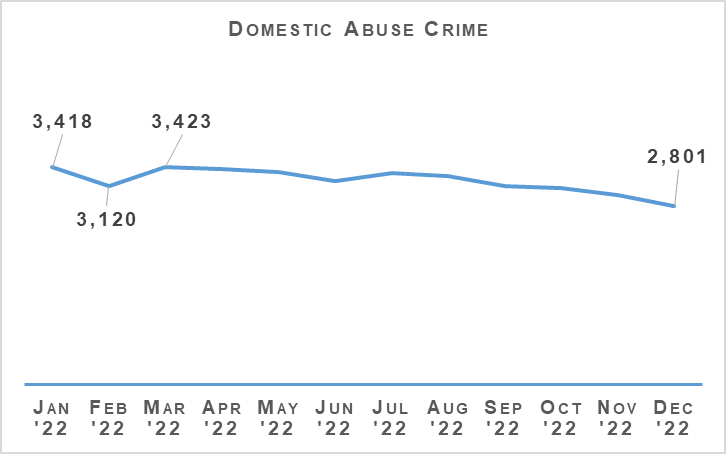 Domestic Abuse Crime
3,418
3,423
3,120
2,801
Jan Feb Mar Apr May Jun Jul Aug Sep Oct Nov Dec
'22 '22 '22 '22 '22 '22 '22 '22 '22 '22 '22 '22